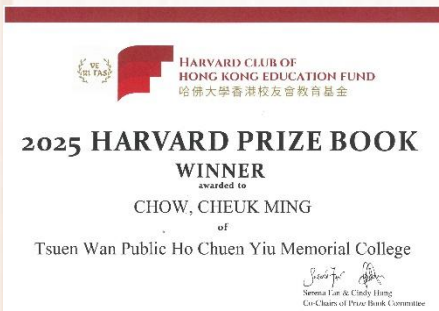 VE
RI TAS
HARVARD CLUB OF
HONG KONG EDUCATION FUND
哈佛大學香港校友會教育基金
2025 HARVARD PRIZE BOOK
WINNER
awarded to
CHOW, CHEUK MING
of
Tsuen Wan Public Ho Chuen Yiu Memorial College
Serena & Cindy
Co-Chairs of Prize Book Committee